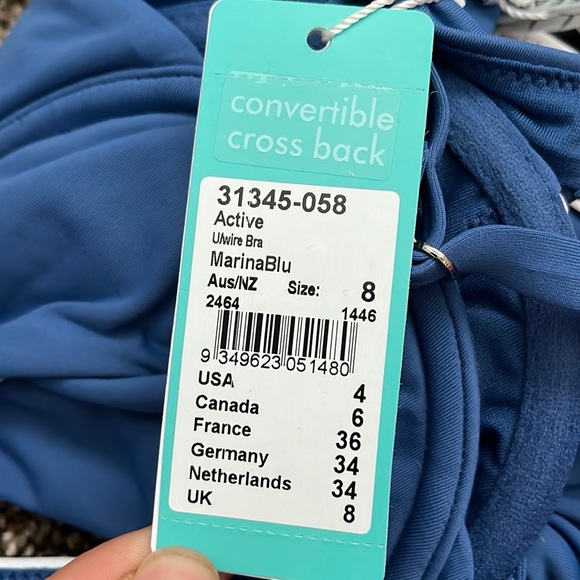 convertible
cross back
31345-058
Active
U/wire Bra
MarinaBlu
Aus/NZ Size: 8
2464 1446
9 349623 051480
USA 4
Canada 6
France 36
Germany 34
Netherlands 34
UK 8